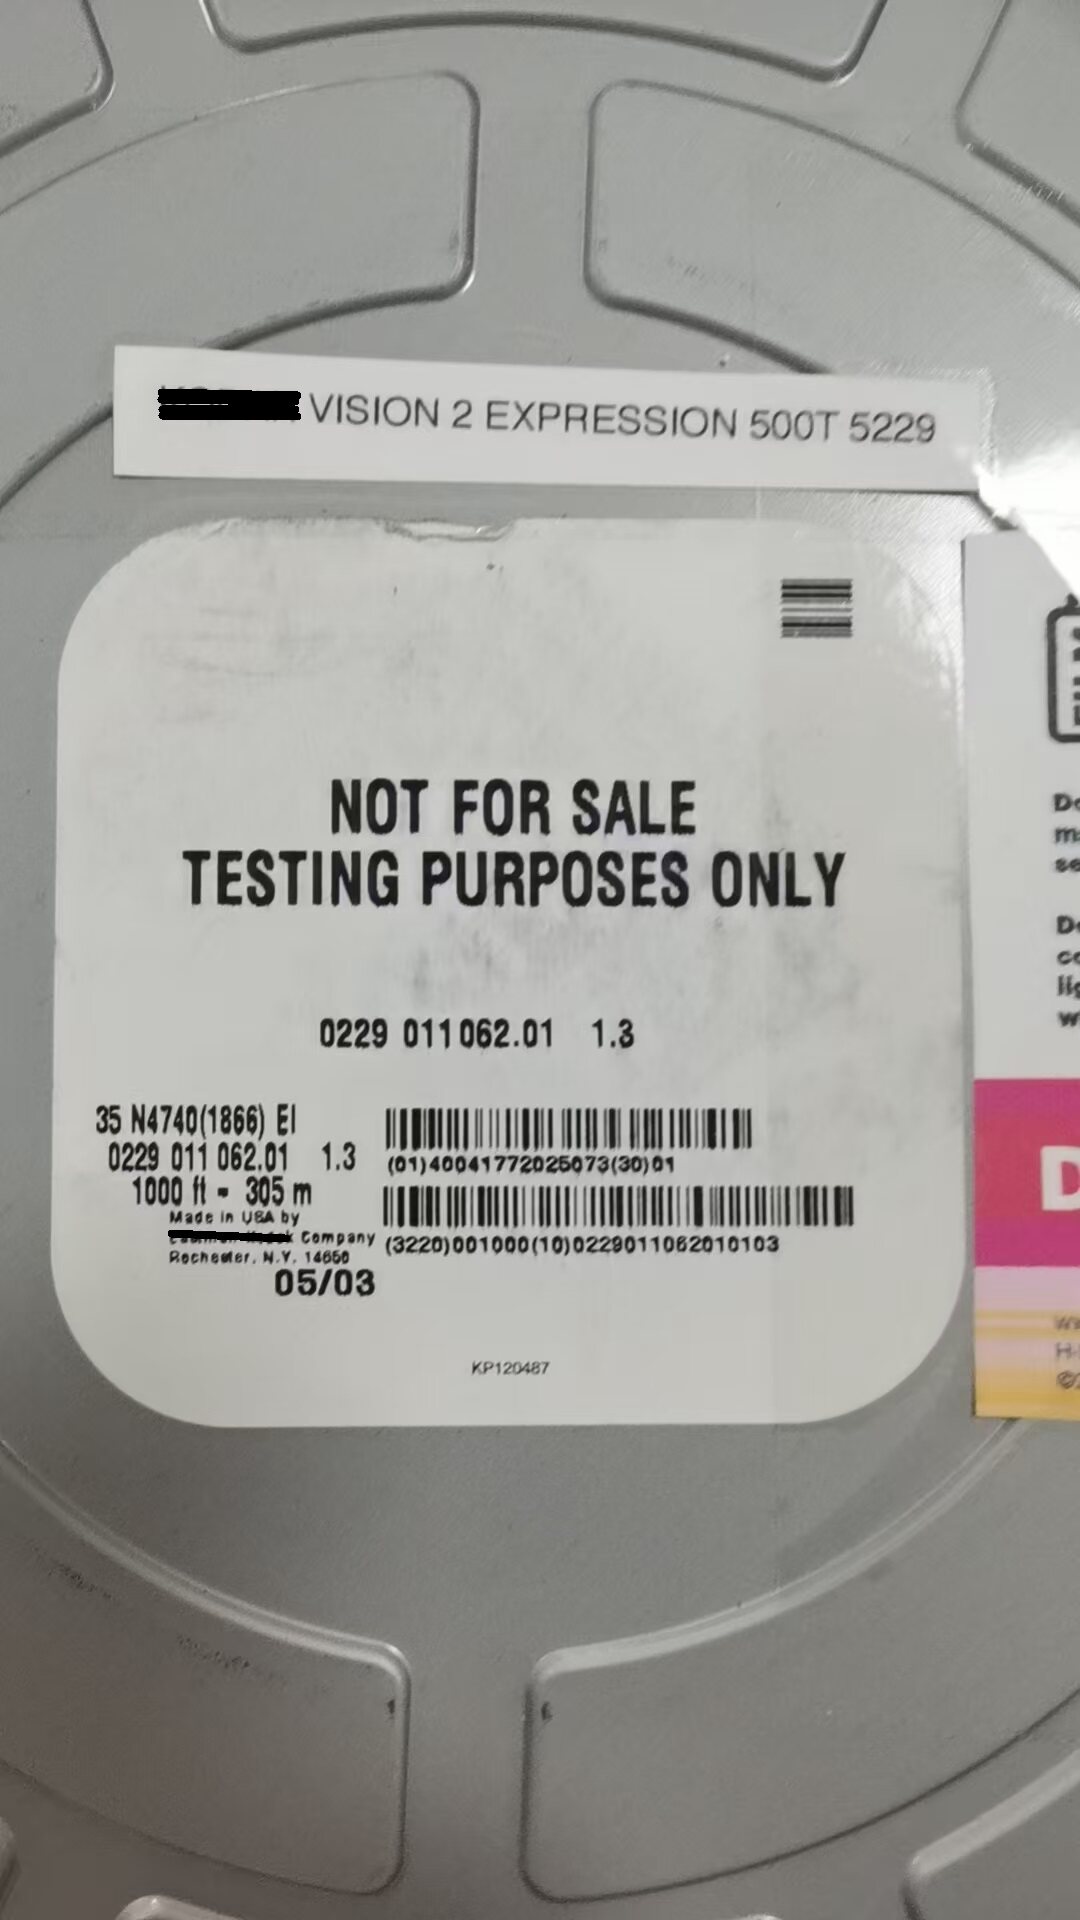 VISION 2 EXPRESSION 500T 5229
NOT FOR SALE
TESTING PURPOSES ONLY
0229 011 062.01 1.3
35 N4740(1866) EI
0229 011 062.01 1.3
1000 ft - 305 m
Made in USA by
Company
Rochester, N.Y. 14650
05/03
(01)40041772025073(30)01
(3220)001000(10)0229011062010103
KP120487
D